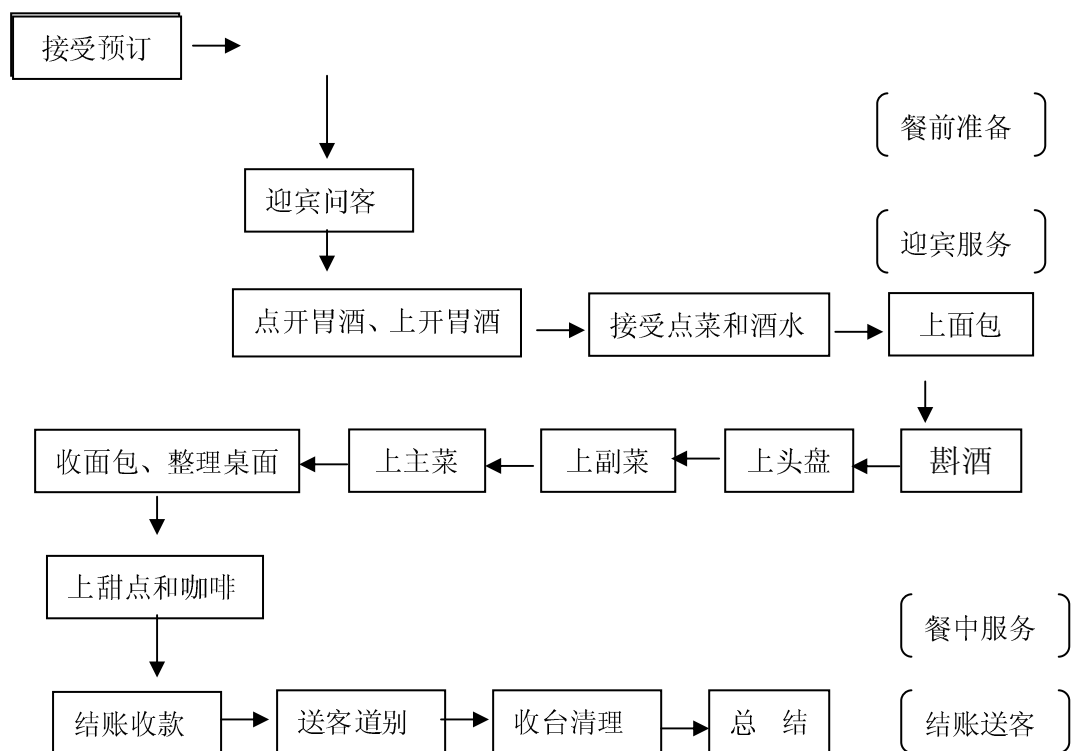 接受预订
餐前准备
迎宾问客
迎宾服务
点开胃酒、上开胃酒
接受点菜和酒水
上面包
斟酒
上头盘
上副菜
上主菜
收面包、整理桌面
上甜点和咖啡
餐中服务
结账收款
送客道别
收台清理
总 结
结账送客